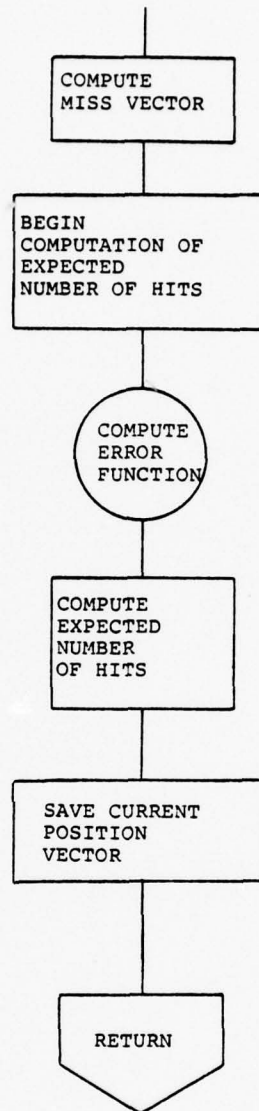 COMPUTE
MISS VECTOR
BEGIN
COMPUTATION OF
EXPECTED
NUMBER OF HITS
COMPUTE
ERROR
FUNCTION
COMPUTE
EXPECTED
NUMBER
OF HITS
SAVE CURRENT
POSITION
VECTOR
RETURN